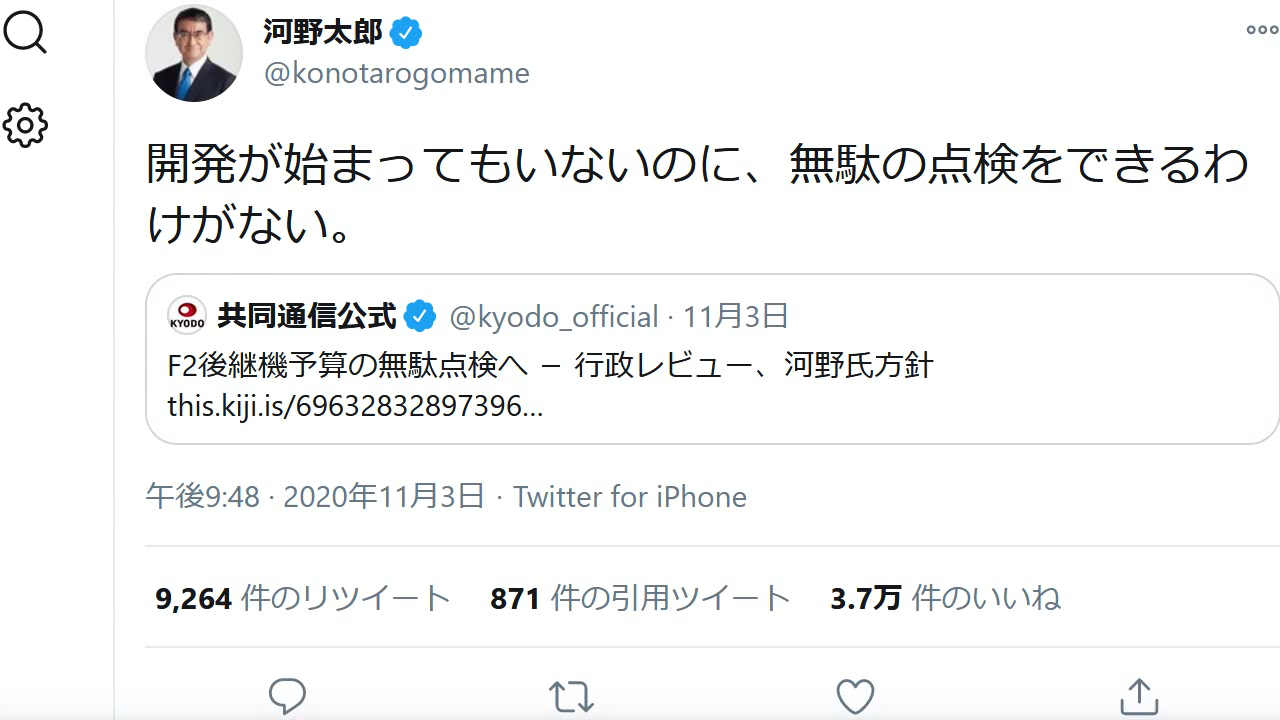 河野太郎
@konotarogomame
開発が始まってもいないのに、無駄の点検をできるわ
けがない。
KYODO
共同通信公式 @kyodo_official · 11月3日
F2後継機予算の無駄点検へ － 行政レビュー、河野氏方針
this.kiji.is/69632832897396…
午後9:48 · 2020年11月3日 · Twitter for iPhone
9,264 件のリツイート 871 件の引用ツイート 3.7万 件のいいね